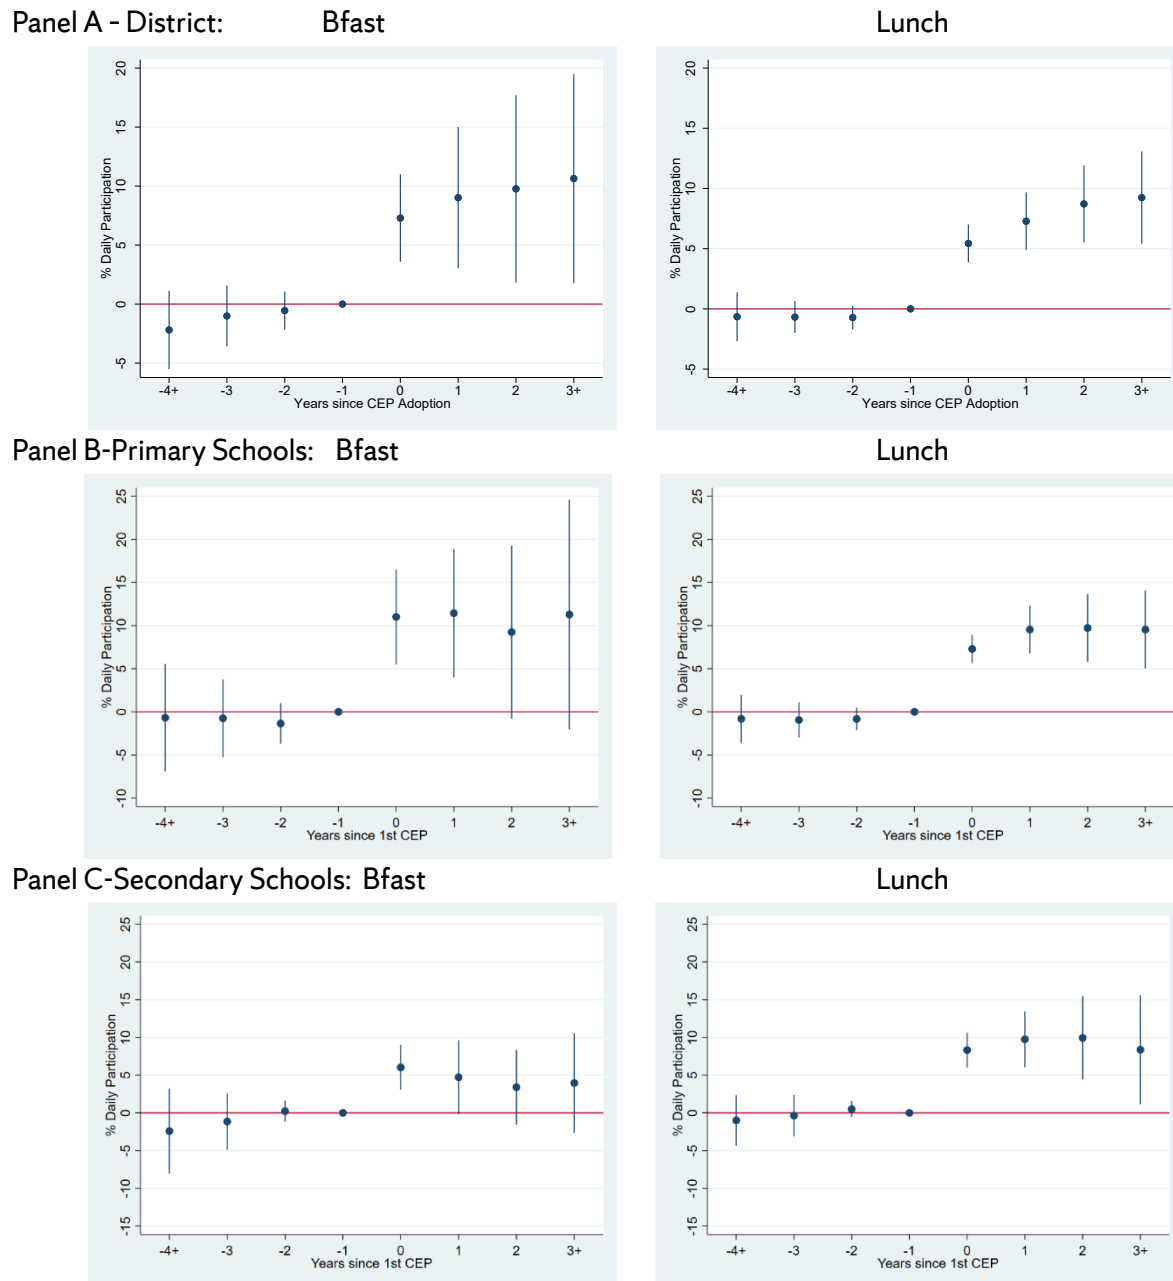 Panel A - District: Bfast Lunch
% Daily Participation
20
15
10
5
0
-5
-4+ -3 -2 -1 0 1 2 3+
Years since CEP Adoption
% Daily Participation
20
15
10
5
0
-5
-4+ -3 -2 -1 0 1 2 3+
Years since CEP Adoption
Panel B-Primary Schools: Bfast Lunch
% Daily Participation
25
20
15
10
5
0
-5
-10
-4+ -3 -2 -1 0 1 2 3+
Years since 1st CEP
% Daily Participation
25
20
15
10
5
0
-5
-10
-4+ -3 -2 -1 0 1 2 3+
Years since 1st CEP
Panel C-Secondary Schools: Bfast Lunch
% Daily Participation
25
20
15
10
5
0
-5
-10
-15
-4+ -3 -2 -1 0 1 2 3+
Years since 1st CEP
% Daily Participation
25
20
15
10
5
0
-5
-10
-15
-4+ -3 -2 -1 0 1 2 3+
Years since 1st CEP